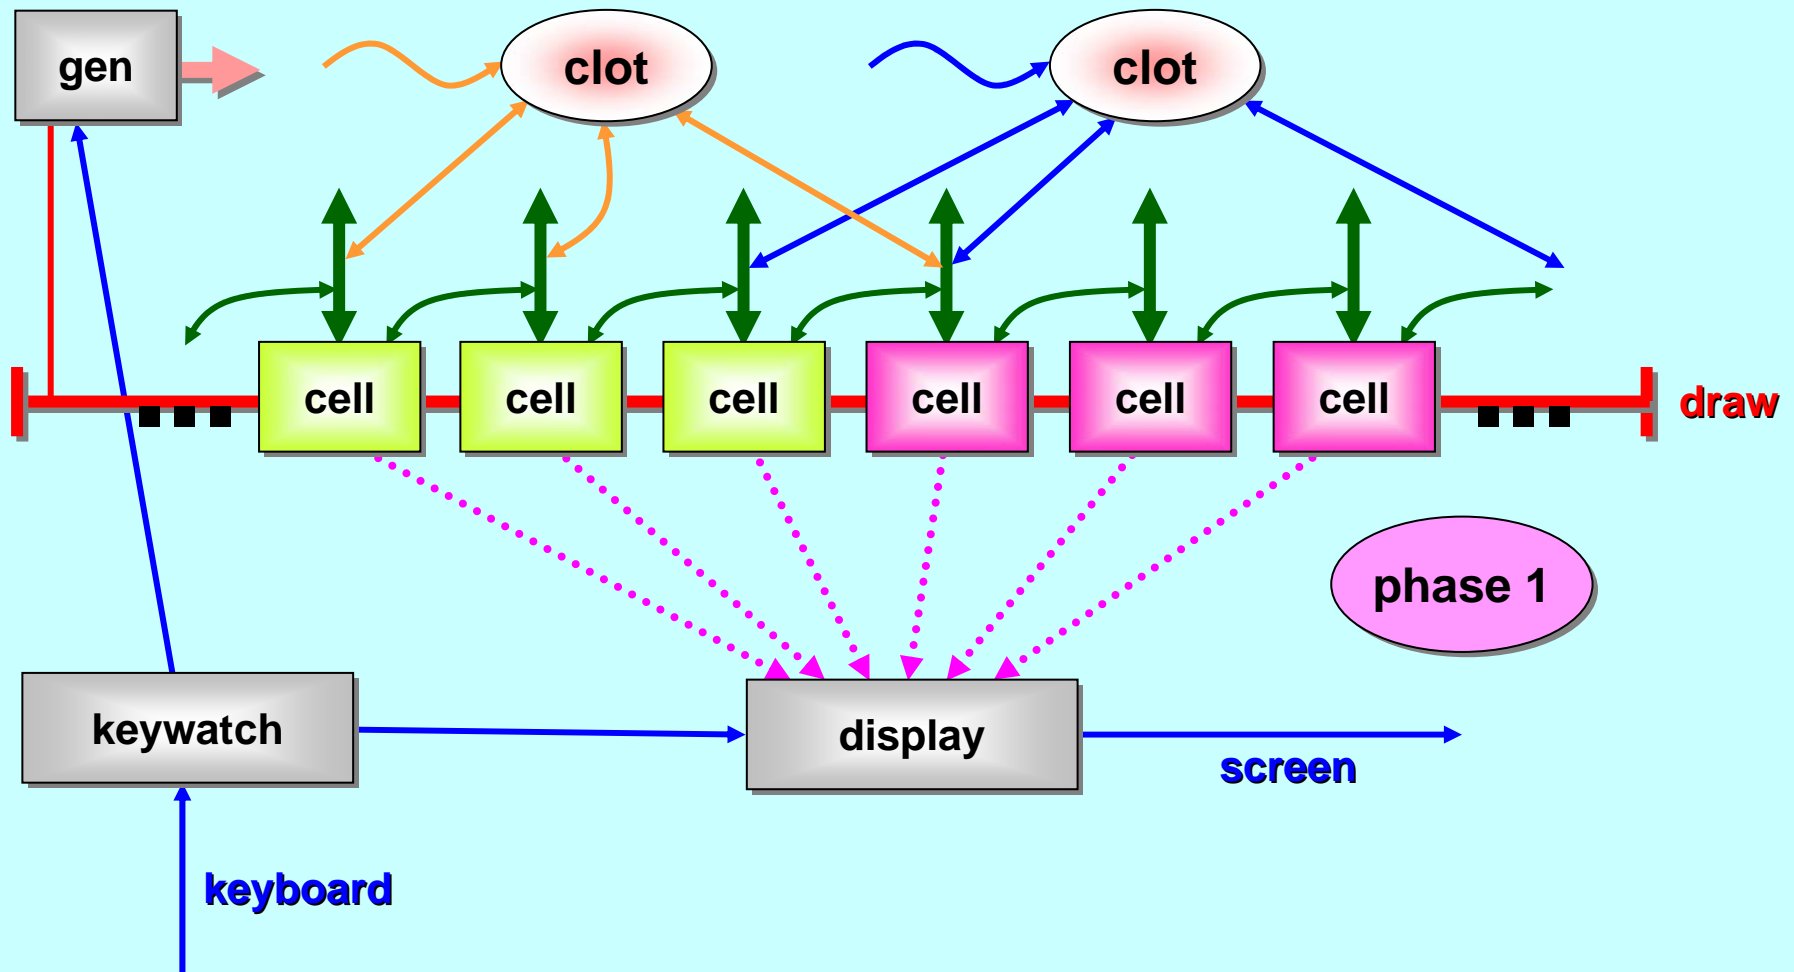 gen
clot
clot
cell
cell
cell
cell
cell
cell
draw
phase 1
keywatch
display
screen
keyboard